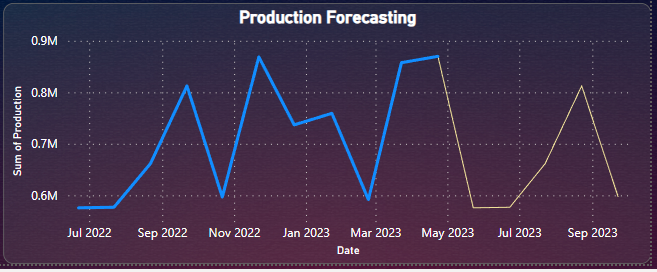 Production Forecasting
Sum of Production
0.9M
0.8M
0.7M
0.6M
Jul 2022
Sep 2022
Nov 2022
Jan 2023
Mar 2023
May 2023
Jul 2023
Sep 2023
Date